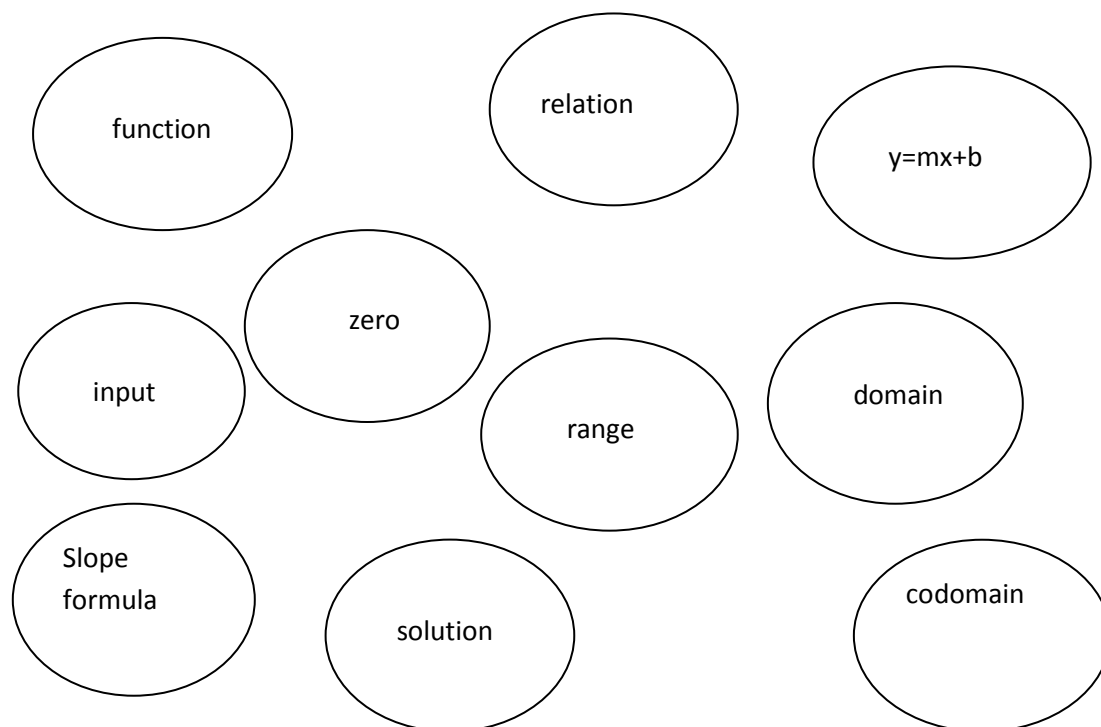 function
relation
y=mx+b
zero
input
domain
range
Slope
formula
codomain
solution